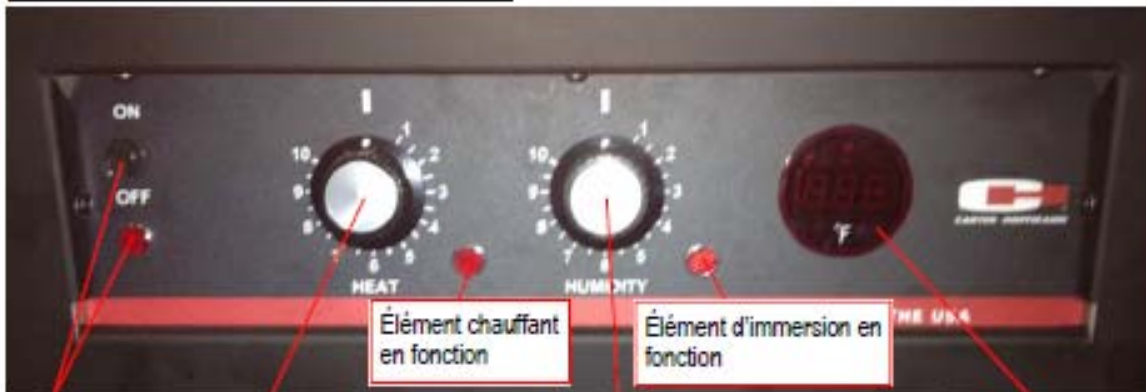 ON
OFF
1
2
3
4
5
6
7
8
9
10
HEAT
1
2
3
4
5
6
7
8
9
10
HUMIDITY
°F
CARTER-HOFFMANN
THE USA
Élément chauffant
en fonction
Élément d'immersion en
fonction